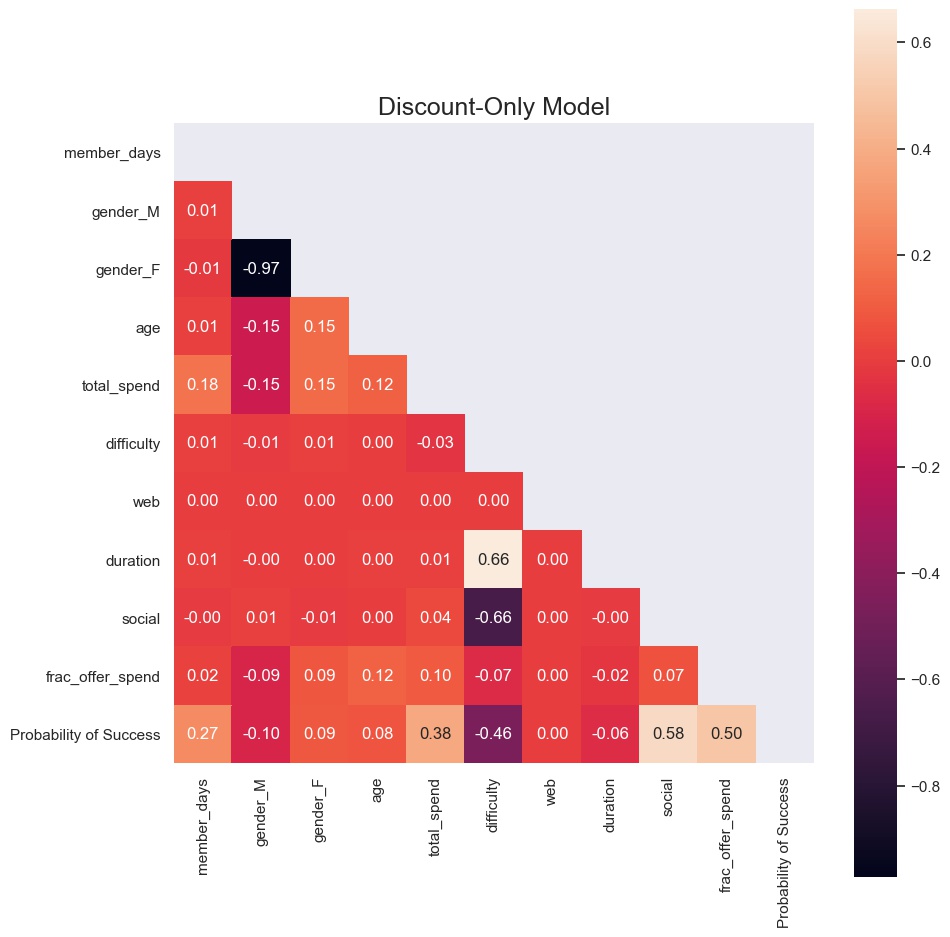 Discount-Only Model
member_days
gender_M 0.01
gender_F -0.01 -0.97
age 0.01 -0.15 0.15
total_spend 0.18 -0.15 0.15 0.12
difficulty 0.01 -0.01 0.01 0.00 -0.03
web 0.00 0.00 0.00 0.00 0.00 0.00
duration 0.01 -0.00 0.00 0.00 0.01 0.66 0.00
social -0.00 0.01 -0.01 0.00 0.04 -0.66 0.00 -0.00
frac_offer_spend 0.02 -0.09 0.09 0.12 0.10 -0.07 0.00 -0.02 0.07
Probability of Success 0.27 -0.10 0.09 0.08 0.38 -0.46 0.00 -0.06 0.58 0.50
member_days
gender_M
gender_F
age
total_spend
difficulty
web
duration
social
frac_offer_spend
Probability of Success
0.6
0.4
0.2
0.0
-0.2
-0.4
-0.6
-0.8